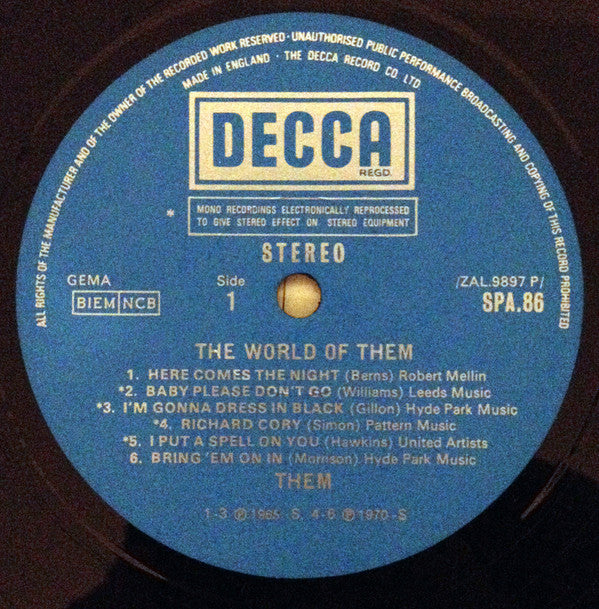 ALL RIGHTS OF THE MANUFACTURER AND OF THE OWNER OF THE RECORDED WORK RESERVED · UNAUTHORISED PUBLIC PERFORMANCE BROADCASTING AND COPYING OF THIS RECORD PROHIBITED
MADE IN ENGLAND · THE DECCA RECORD CO. LTD.
DECCA
REGD.
* MONO RECORDINGS ELECTRONICALLY REPROCESSED
TO GIVE STEREO EFFECT ON STEREO EQUIPMENT
STEREO
GEMA
BIEM NCB
Side
1
/ZAL.9897 P/
SPA.86
THE WORLD OF THEM
1. HERE COMES THE NIGHT (Berns) Robert Mellin
*2. BABY PLEASE DON'T GO (Williams) Leeds Music
*3. I'M GONNA DRESS IN BLACK (Gillon) Hyde Park Music
*4. RICHARD CORY (Simon) Pattern Music
*5. I PUT A SPELL ON YOU (Hawkins) United Artists
6. BRING 'EM ON IN (Morrison) Hyde Park Music
THEM
1-3 ℗ 1965 -S. 4-6 ℗ 1970 -S